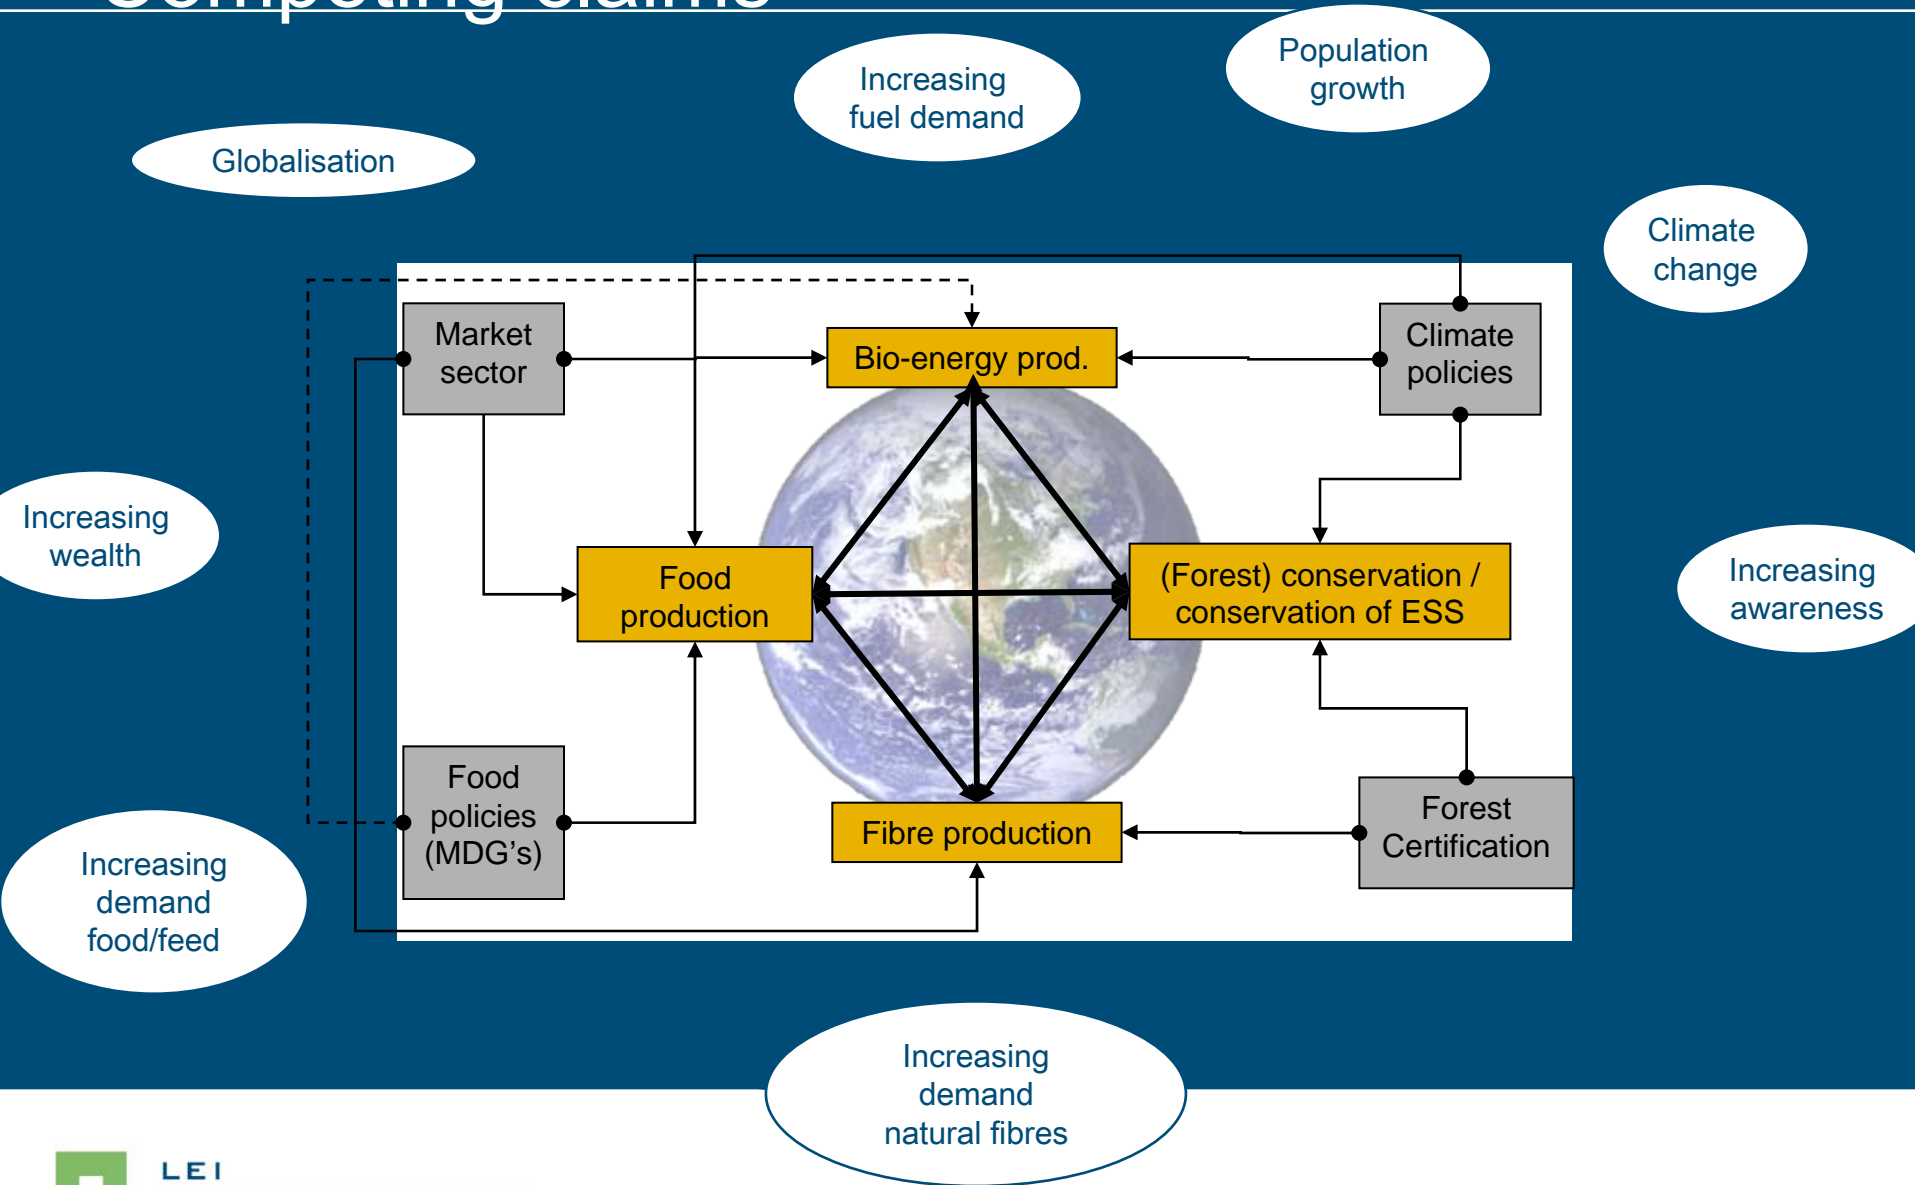 Competing claims
Population
growth
Increasing
fuel demand
Globalisation
Climate
change
Market
sector
Bio-energy prod.
Climate
policies
Increasing
wealth
Food
production
(Forest) conservation /
conservation of ESS
Increasing
awareness
Food
policies
(MDG's)
Fibre production
Forest
Certification
Increasing
demand
food/feed
Increasing
demand
natural fibres
LEI